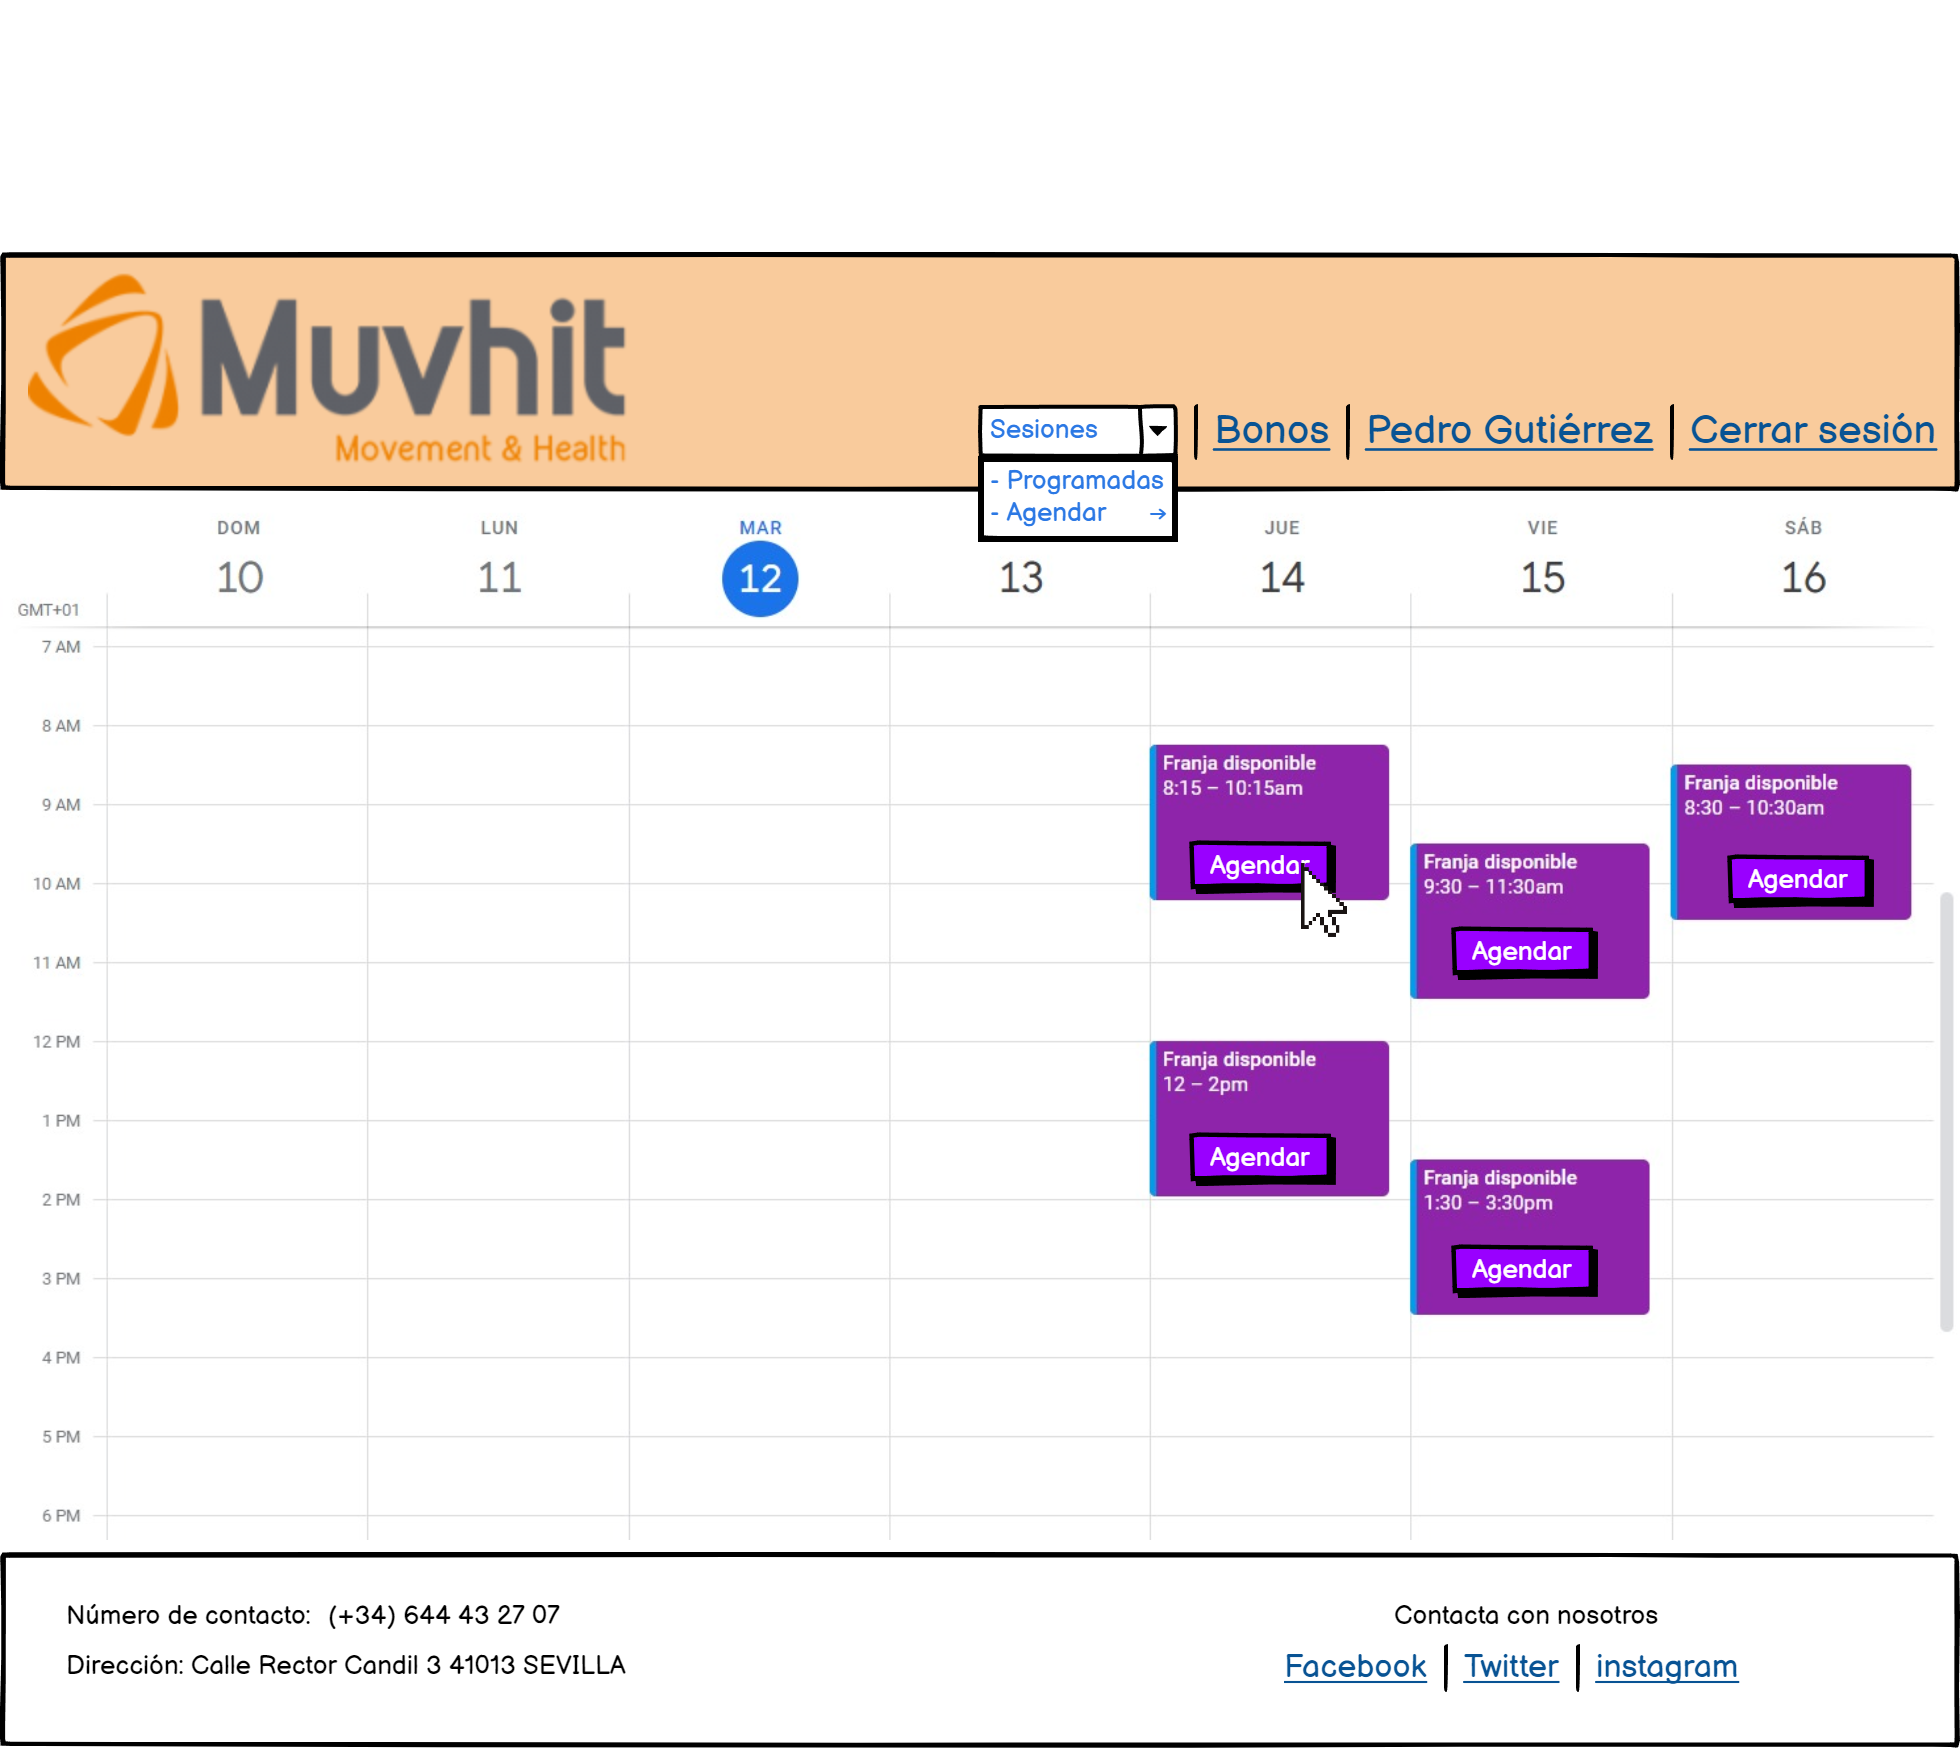 Muvhit
Movement & Health
Sesiones
Bonos
Pedro Gutiérrez
Cerrar sesión
- Programadas
- Agendar →
DOM
LUN
MAR
JUE
VIE
SÁB
10
11
12
13
14
15
16
GMT+01
7 AM
8 AM
9 AM
10 AM
11 AM
12 PM
1 PM
2 PM
3 PM
4 PM
5 PM
6 PM
Franja disponible
8:15 – 10:15am
Agendar
Franja disponible
12 – 2pm
Agendar
Franja disponible
9:30 – 11:30am
Agendar
Franja disponible
1:30 – 3:30pm
Agendar
Franja disponible
8:30 – 10:30am
Agendar
Número de contacto: (+34) 644 43 27 07
Dirección: Calle Rector Candil 3 41013 SEVILLA
Contacta con nosotros
Facebook
Twitter
instagram